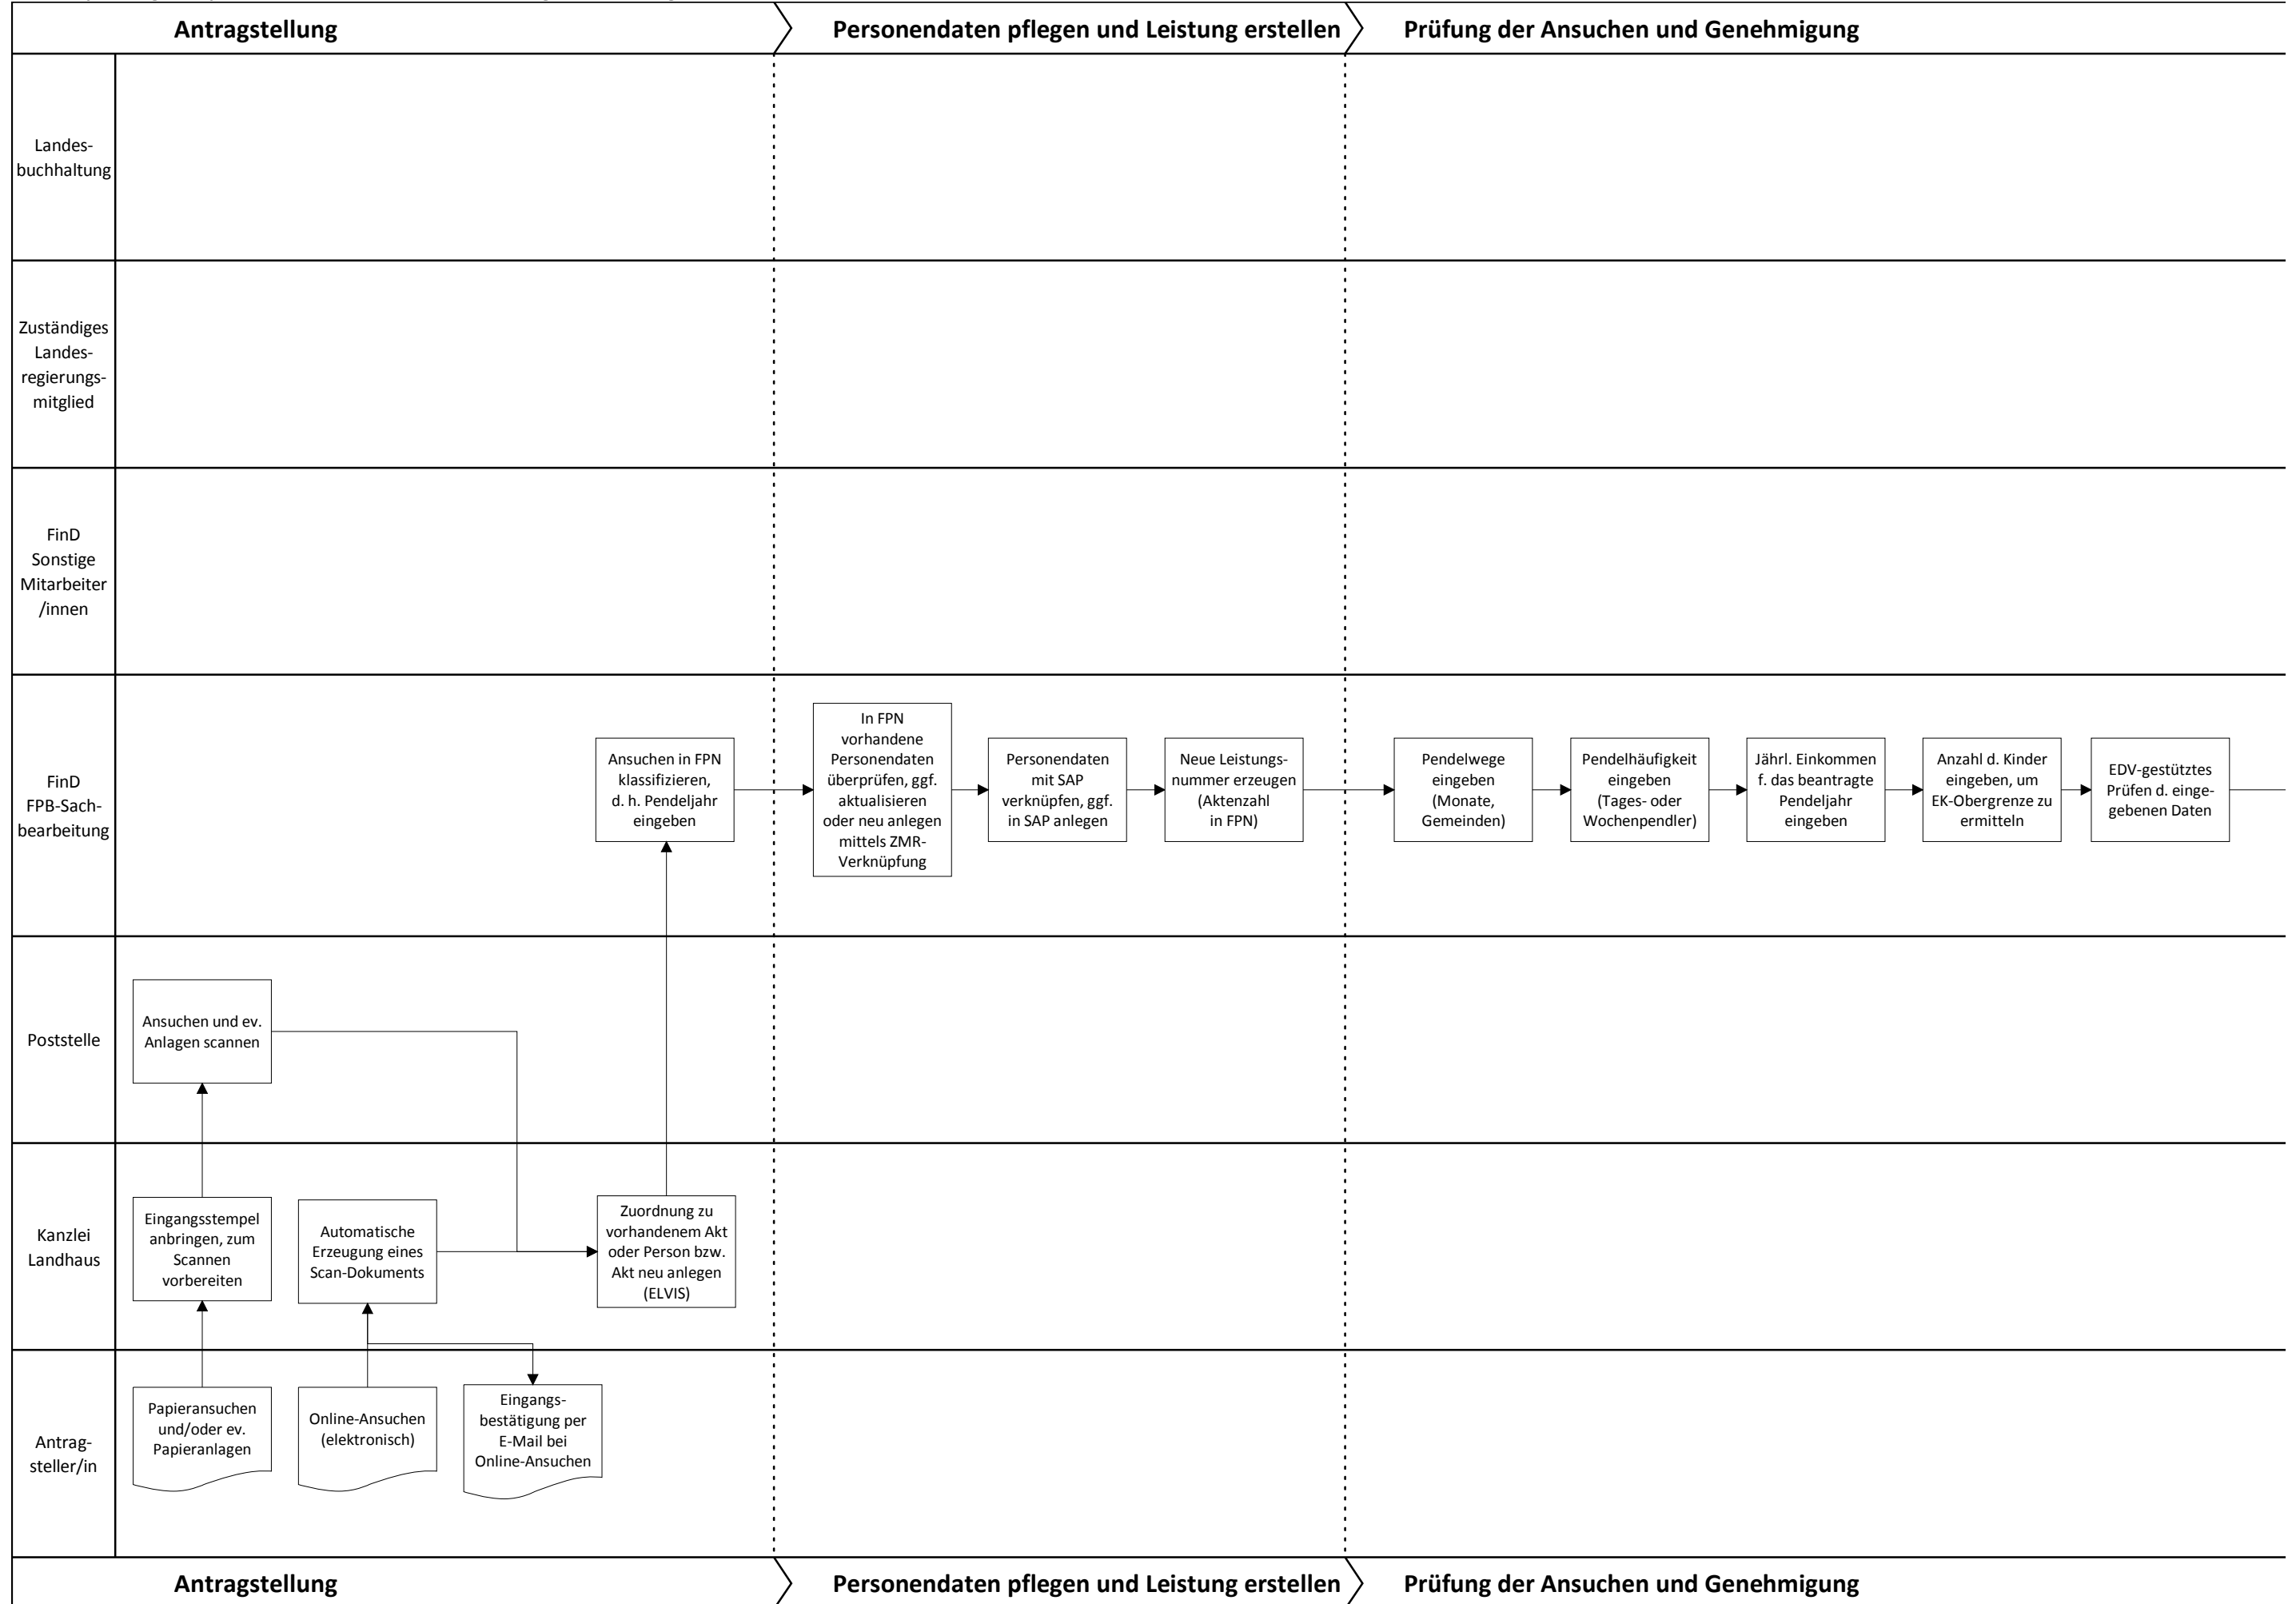 Antragstellung
Personendaten pflegen und Leistung erstellen
Prüfung der Ansuchen und Genehmigung
Landes-
buchhaltung
Zuständiges
Landes-
regierungs-
mitglied
FinD
Sonstige
Mitarbeiter
/innen
FinD
FPB-Sach-
bearbeitung
Ansuchen in FPN
klassifizieren,
d. h. Pendeljahr
eingeben
In FPN
vorhandene
Personendaten
überprüfen, ggf.
aktualisieren
oder neu anlegen
mittels ZMR-
Verknüpfung
Personendaten
mit SAP
verknüpfen, ggf.
in SAP anlegen
Neue Leistungs-
nummer erzeugen
(Aktenzahl
in FPN)
Pendelwege
eingeben
(Monate,
Gemeinden)
Pendelhäufigkeit
eingeben
(Tages- oder
Wochenpendler)
Jährl. Einkommen
f. das beantragte
Pendeljahr
eingeben
Anzahl d. Kinder
eingeben, um
EK-Obergrenze zu
ermitteln
EDV-gestütztes
Prüfen d. einge-
gebenen Daten
Poststelle
Ansuchen und ev.
Anlagen scannen
Kanzlei
Landhaus
Eingangsstempel
anbringen, zum
Scannen
vorbereiten
Automatische
Erzeugung eines
Scan-Dokuments
Zuordnung zu
vorhandenem Akt
oder Person bzw.
Akt neu anlegen
(ELVIS)
Antrag-
steller/in
Papieransuchen
und/oder ev.
Papieranlagen
Online-Ansuchen
(elektronisch)
Eingangs-
bestätigung per
E-Mail bei
Online-Ansuchen
Antragstellung
Personendaten pflegen und Leistung erstellen
Prüfung der Ansuchen und Genehmigung